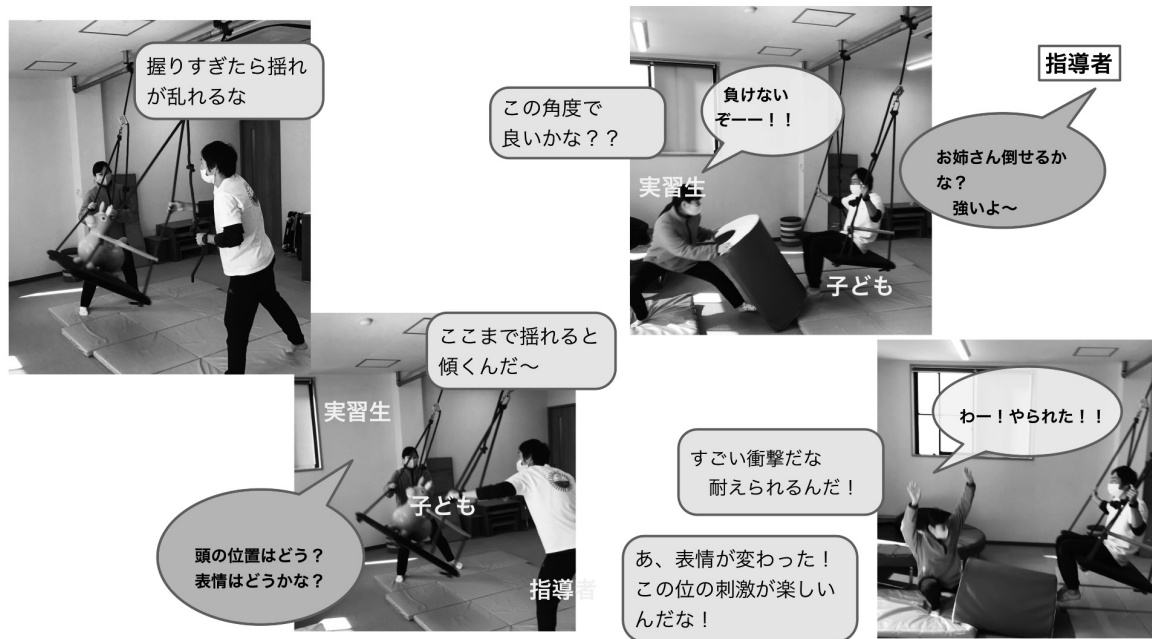 握りすぎたら揺れ
が乱れるな
ここまで揺れると
傾くんだ〜
実習生
子ども
指導者
頭の位置はどう？
表情はどうかな？
指導者
この角度で
良いかな？？
負けない
ぞーー！！
お姉さん倒せるか
な？
強いよ〜
実習生
子ども
わー！やられた！！
すごい衝撃だな
耐えられるんだ！
あ、表情が変わった！
この位の刺激が楽しい
んだな！